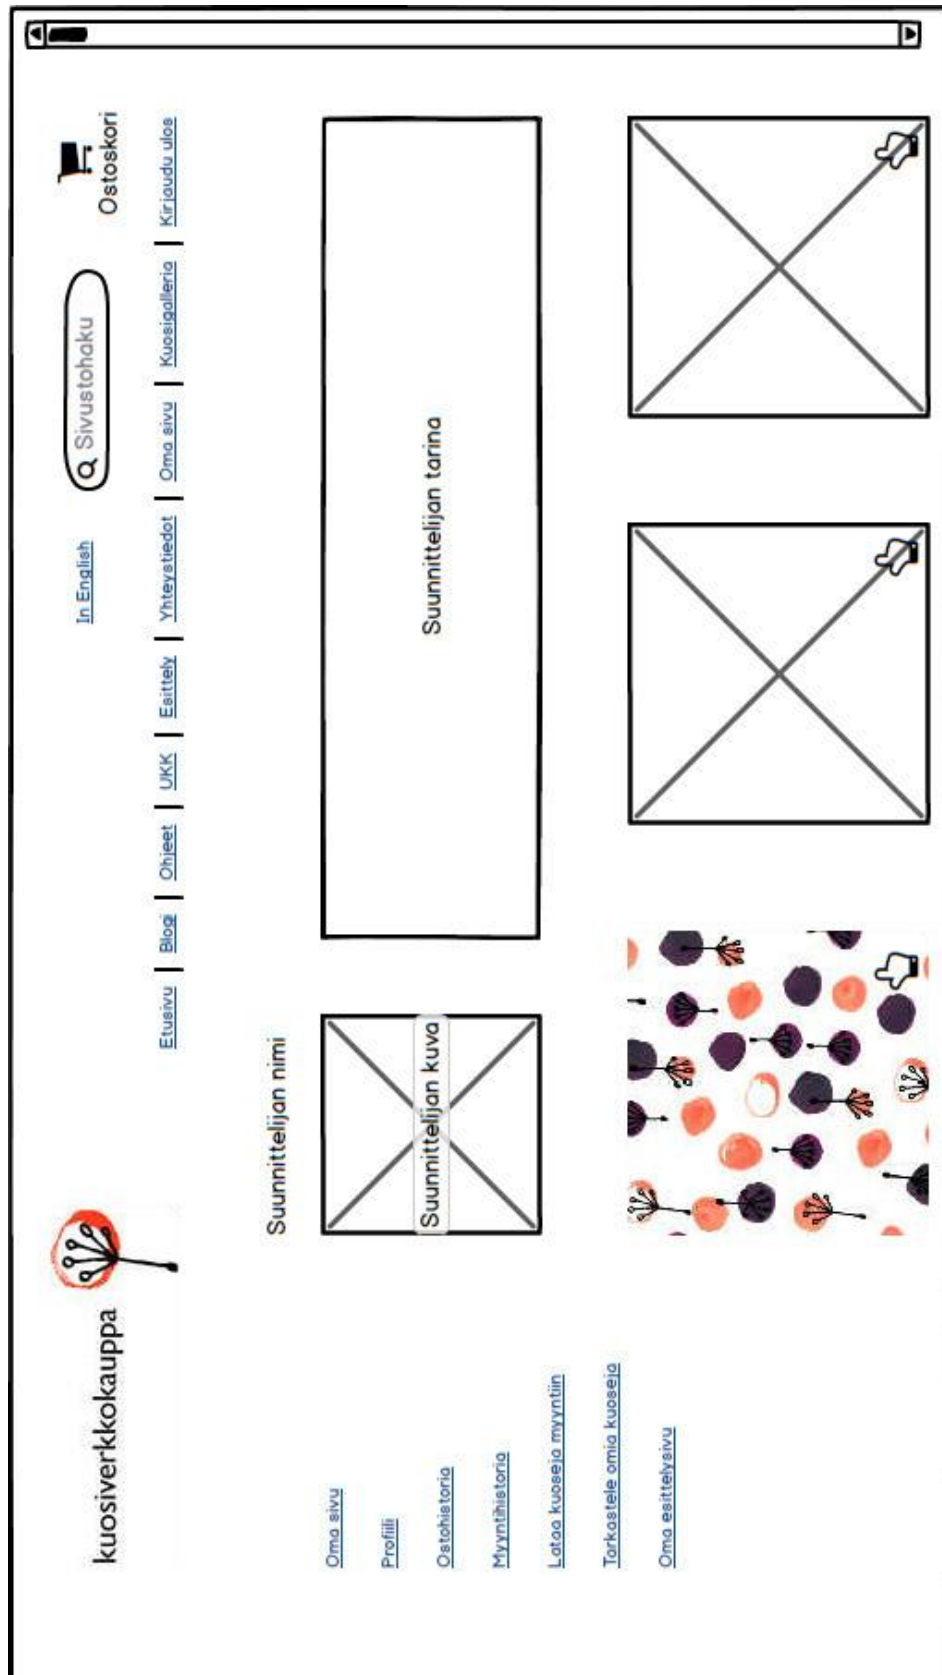 kuosiverkkokauppa
In English
Sivustohaku
Ostoskori
Etusivu | Blogi | Ohjeet | UKK | Esittely | Yhteystiedot | Oma sivu | Kuosigalleria | Kirjaudu ulos
Oma sivu
Profiili
Ostohistoria
Myyntihistoria
Lataa kuoseja myyntiin
Tarkastele omia kuoseja
Oma esittelysivu
Suunnittelijan nimi
Suunnittelijan kuva
Suunnittelijan tarina